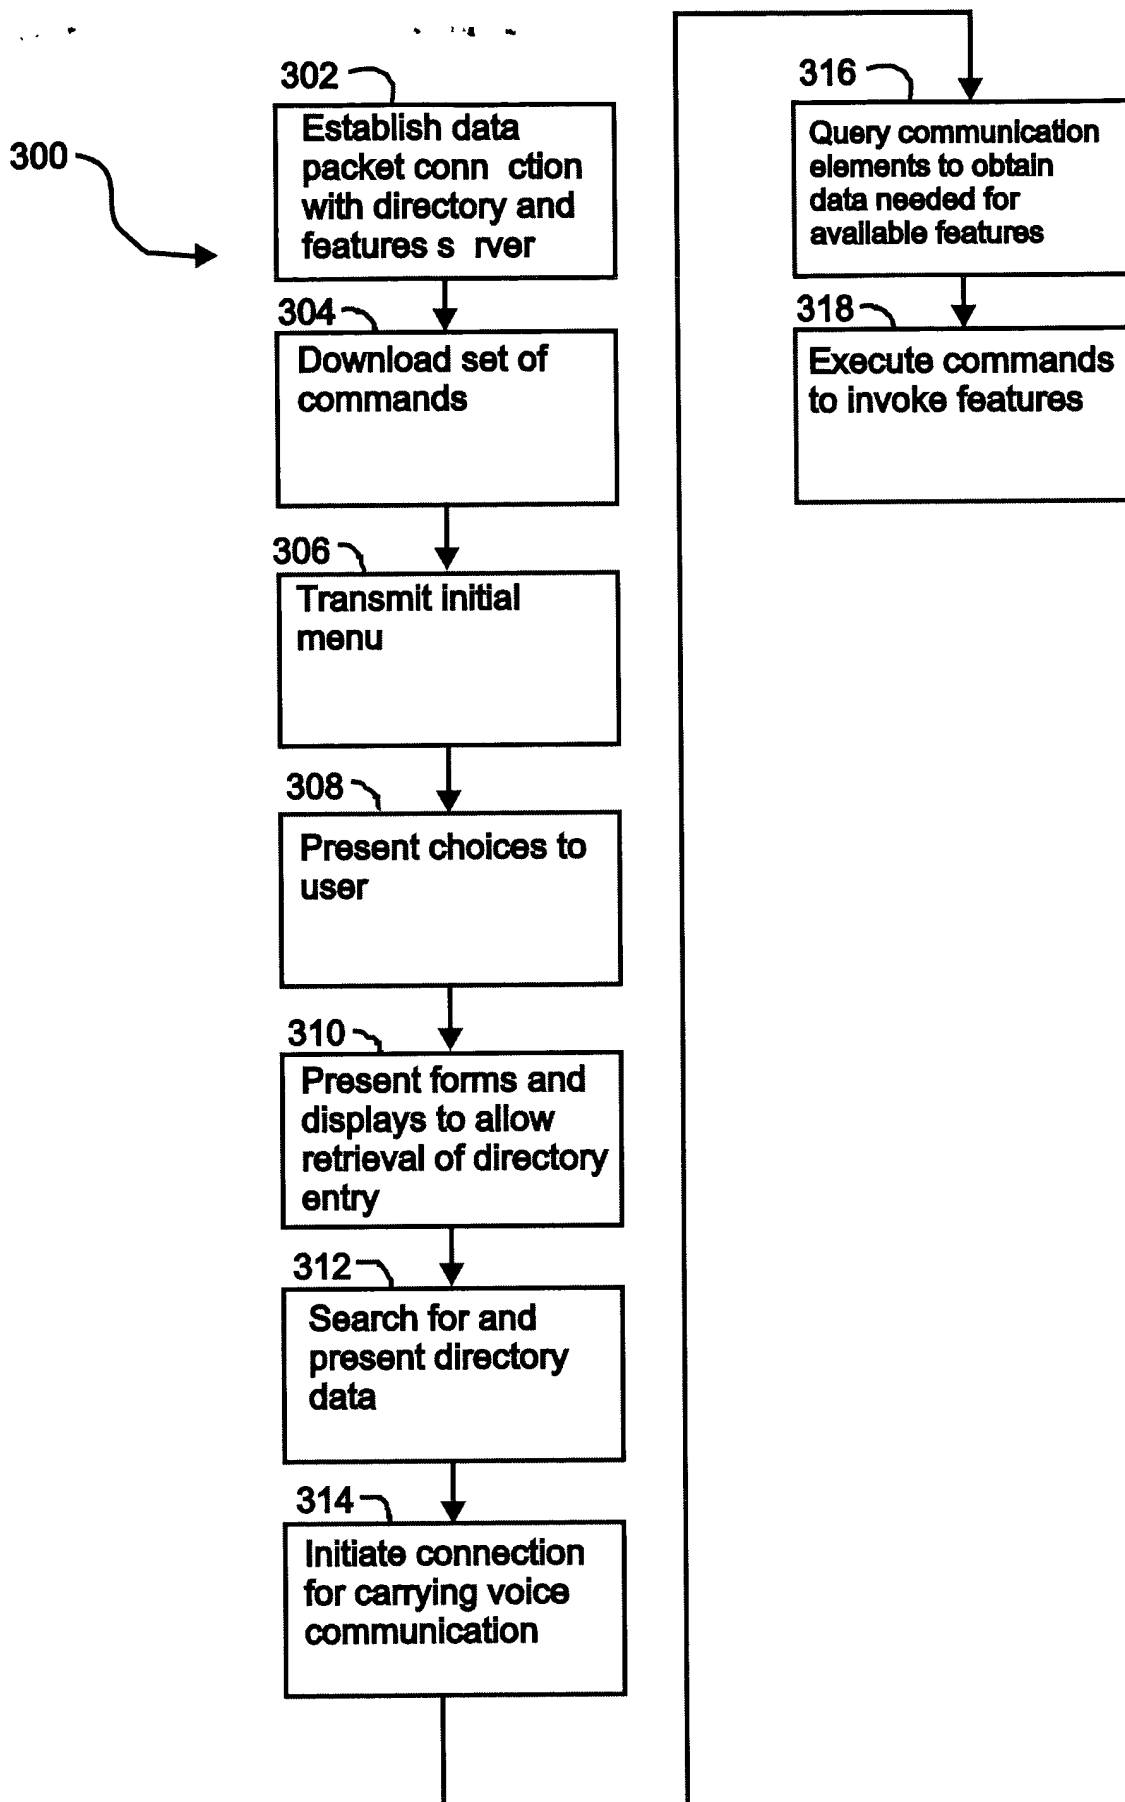 300
302
Establish data
packet conn ction
with directory and
features s rver
304
Download set of
commands
306
Transmit initial
menu
308
Present choices to
user
310
Present forms and
displays to allow
retrieval of directory
entry
312
Search for and
present directory
data
314
Initiate connection
for carrying voice
communication
316
Query communication
elements to obtain
data needed for
available features
318
Execute commands
to invoke features